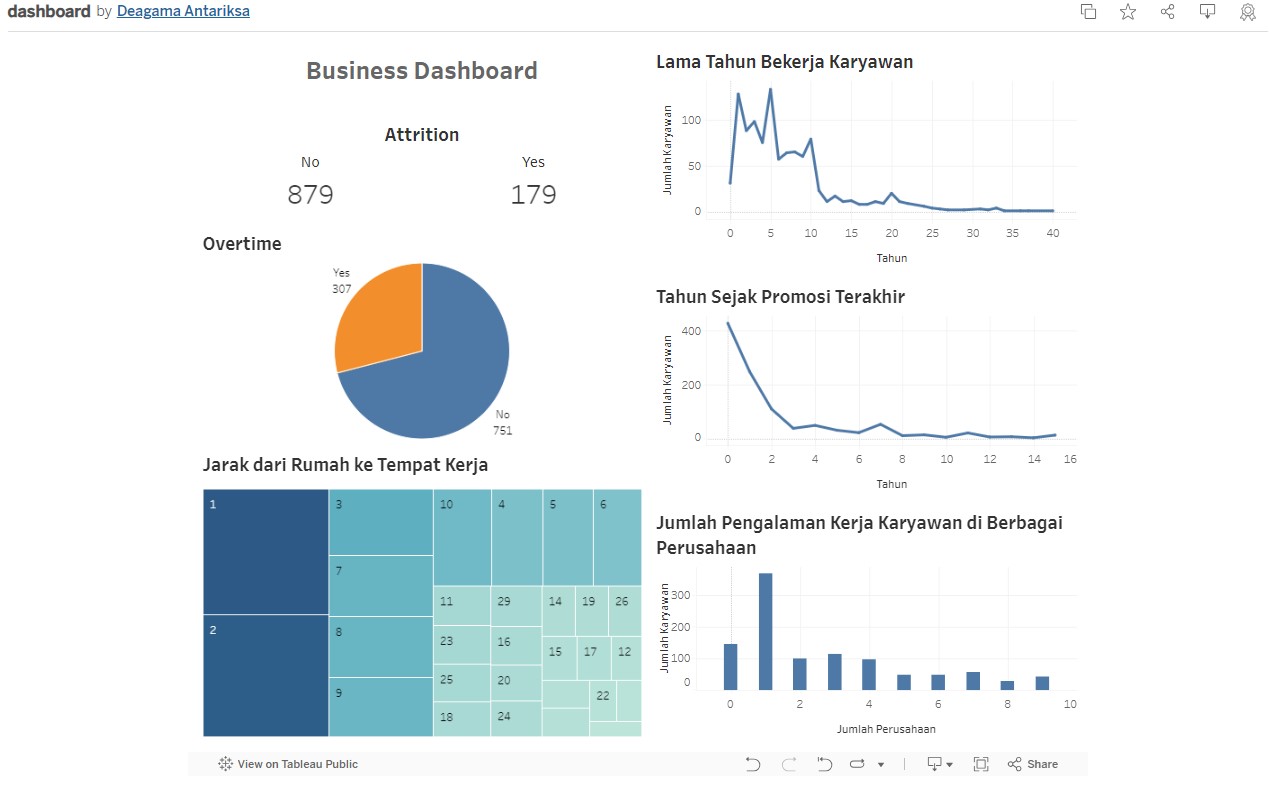 dashboard by Deagama Antariksa
Business Dashboard
Attrition
No Yes
879 179
Overtime
Yes
307
No
751
Jarak dari Rumah ke Tempat Kerja
1 3 10 4 5 6
7
11 29 14 19 26
2 8 23 16 15 17 12
25 20
9 22
18 24
Lama Tahun Bekerja Karyawan
Jumlah Karyawan
100
50
0
0 5 10 15 20 25 30 35 40
Tahun
Tahun Sejak Promosi Terakhir
Jumlah Karyawan
400
200
0
0 2 4 6 8 10 12 14 16
Tahun
Jumlah Pengalaman Kerja Karyawan di Berbagai
Perusahaan
Jumlah Karyawan
300
200
100
0
0 2 4 6 8 10
Jumlah Perusahaan
View on Tableau Public
Share